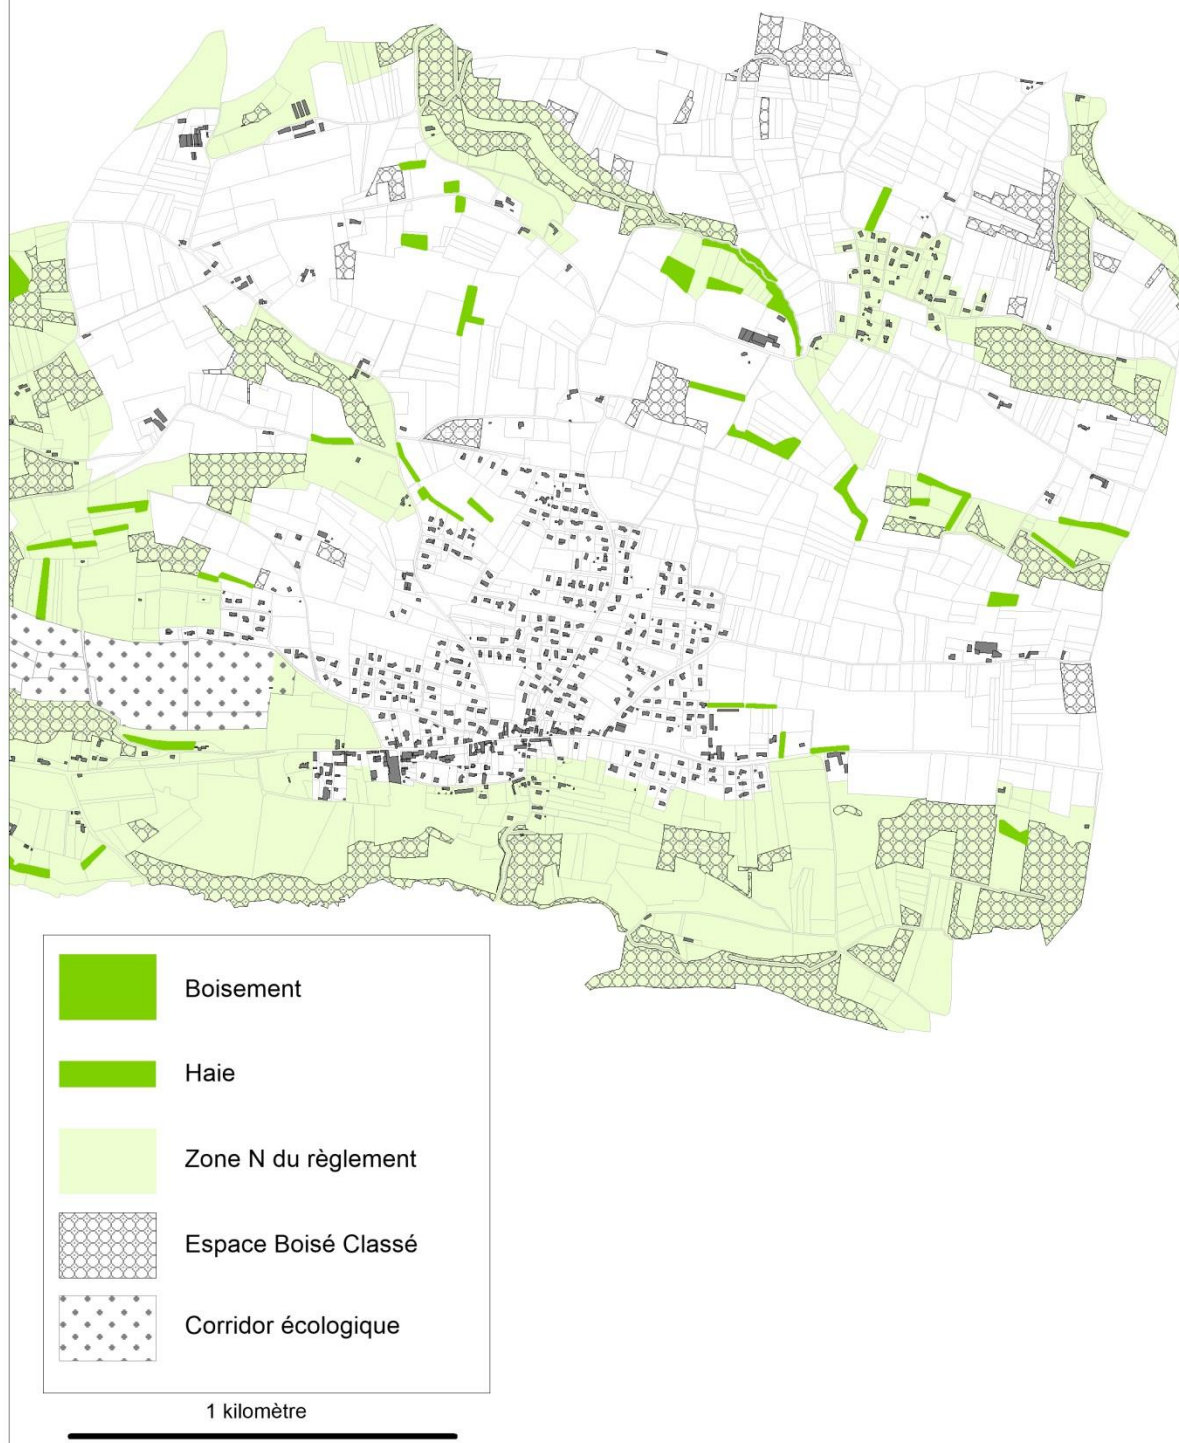 Boisement
Haie
Zone N du règlement
Espace Boisé Classé
Corridor écologique
1 kilomètre